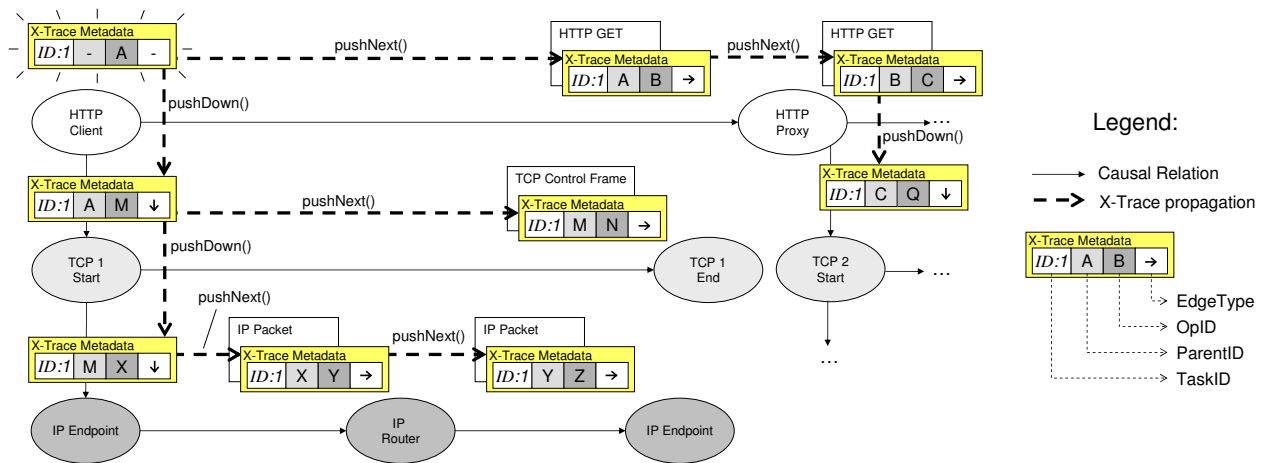 X-Trace Metadata
ID:1 - A -
pushNext()
HTTP GET
X-Trace Metadata
ID:1 A B →
pushNext()
HTTP GET
X-Trace Metadata
ID:1 B C →
pushDown()
HTTP
Client
HTTP
Proxy
...
pushDown()
Legend:
Causal Relation
X-Trace propagation
X-Trace Metadata
ID:1 A M ↓
pushNext()
TCP Control Frame
X-Trace Metadata
ID:1 M N →
X-Trace Metadata
ID:1 C Q ↓
pushDown()
TCP 1
Start
TCP 1
End
TCP 2
Start
...
X-Trace Metadata
ID:1 A B →
EdgeType
OpID
ParentID
TaskID
pushNext()
X-Trace Metadata
ID:1 M X ↓
IP Packet
X-Trace Metadata
ID:1 X Y →
pushNext()
IP Packet
X-Trace Metadata
ID:1 Y Z →
...
IP Endpoint
IP
Router
IP Endpoint